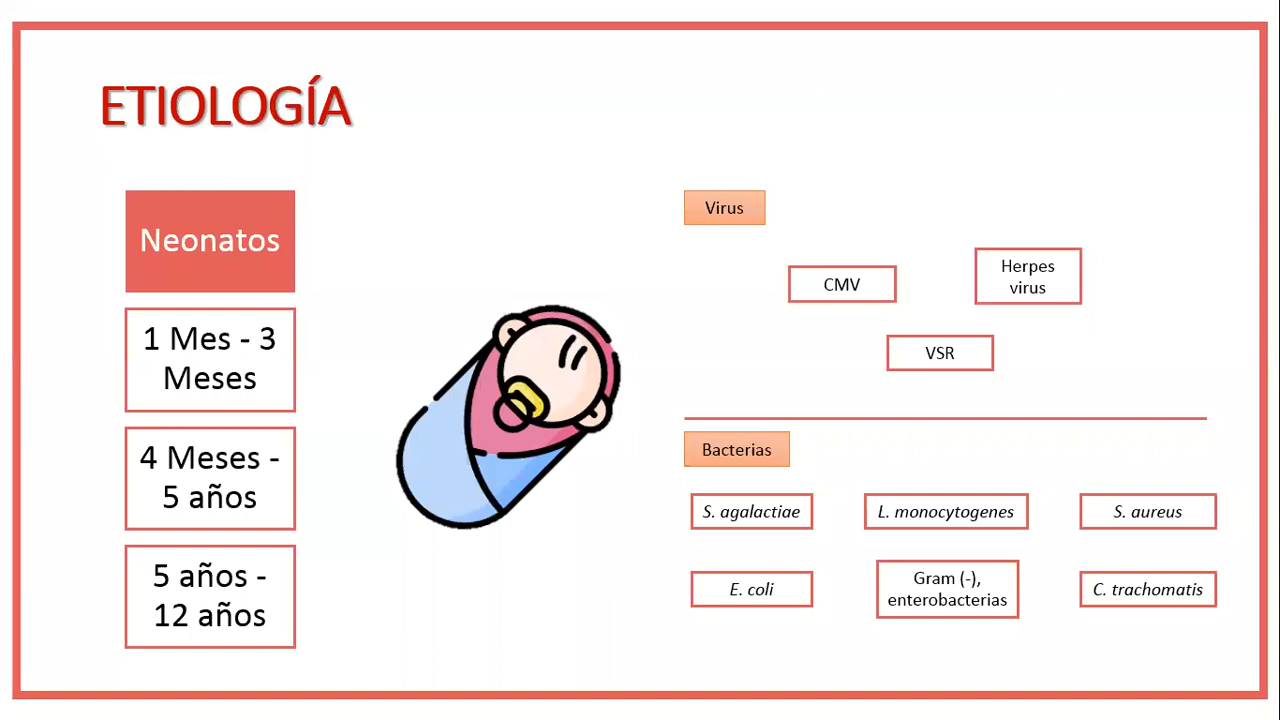 ETIOLOGÍA
Neonatos
1 Mes - 3
Meses
4 Meses -
5 años
5 años -
12 años
Virus
CMV
Herpes
virus
VSR
Bacterias
S. agalactiae
L. monocytogenes
S. aureus
E. coli
Gram (-),
enterobacterias
C. trachomatis